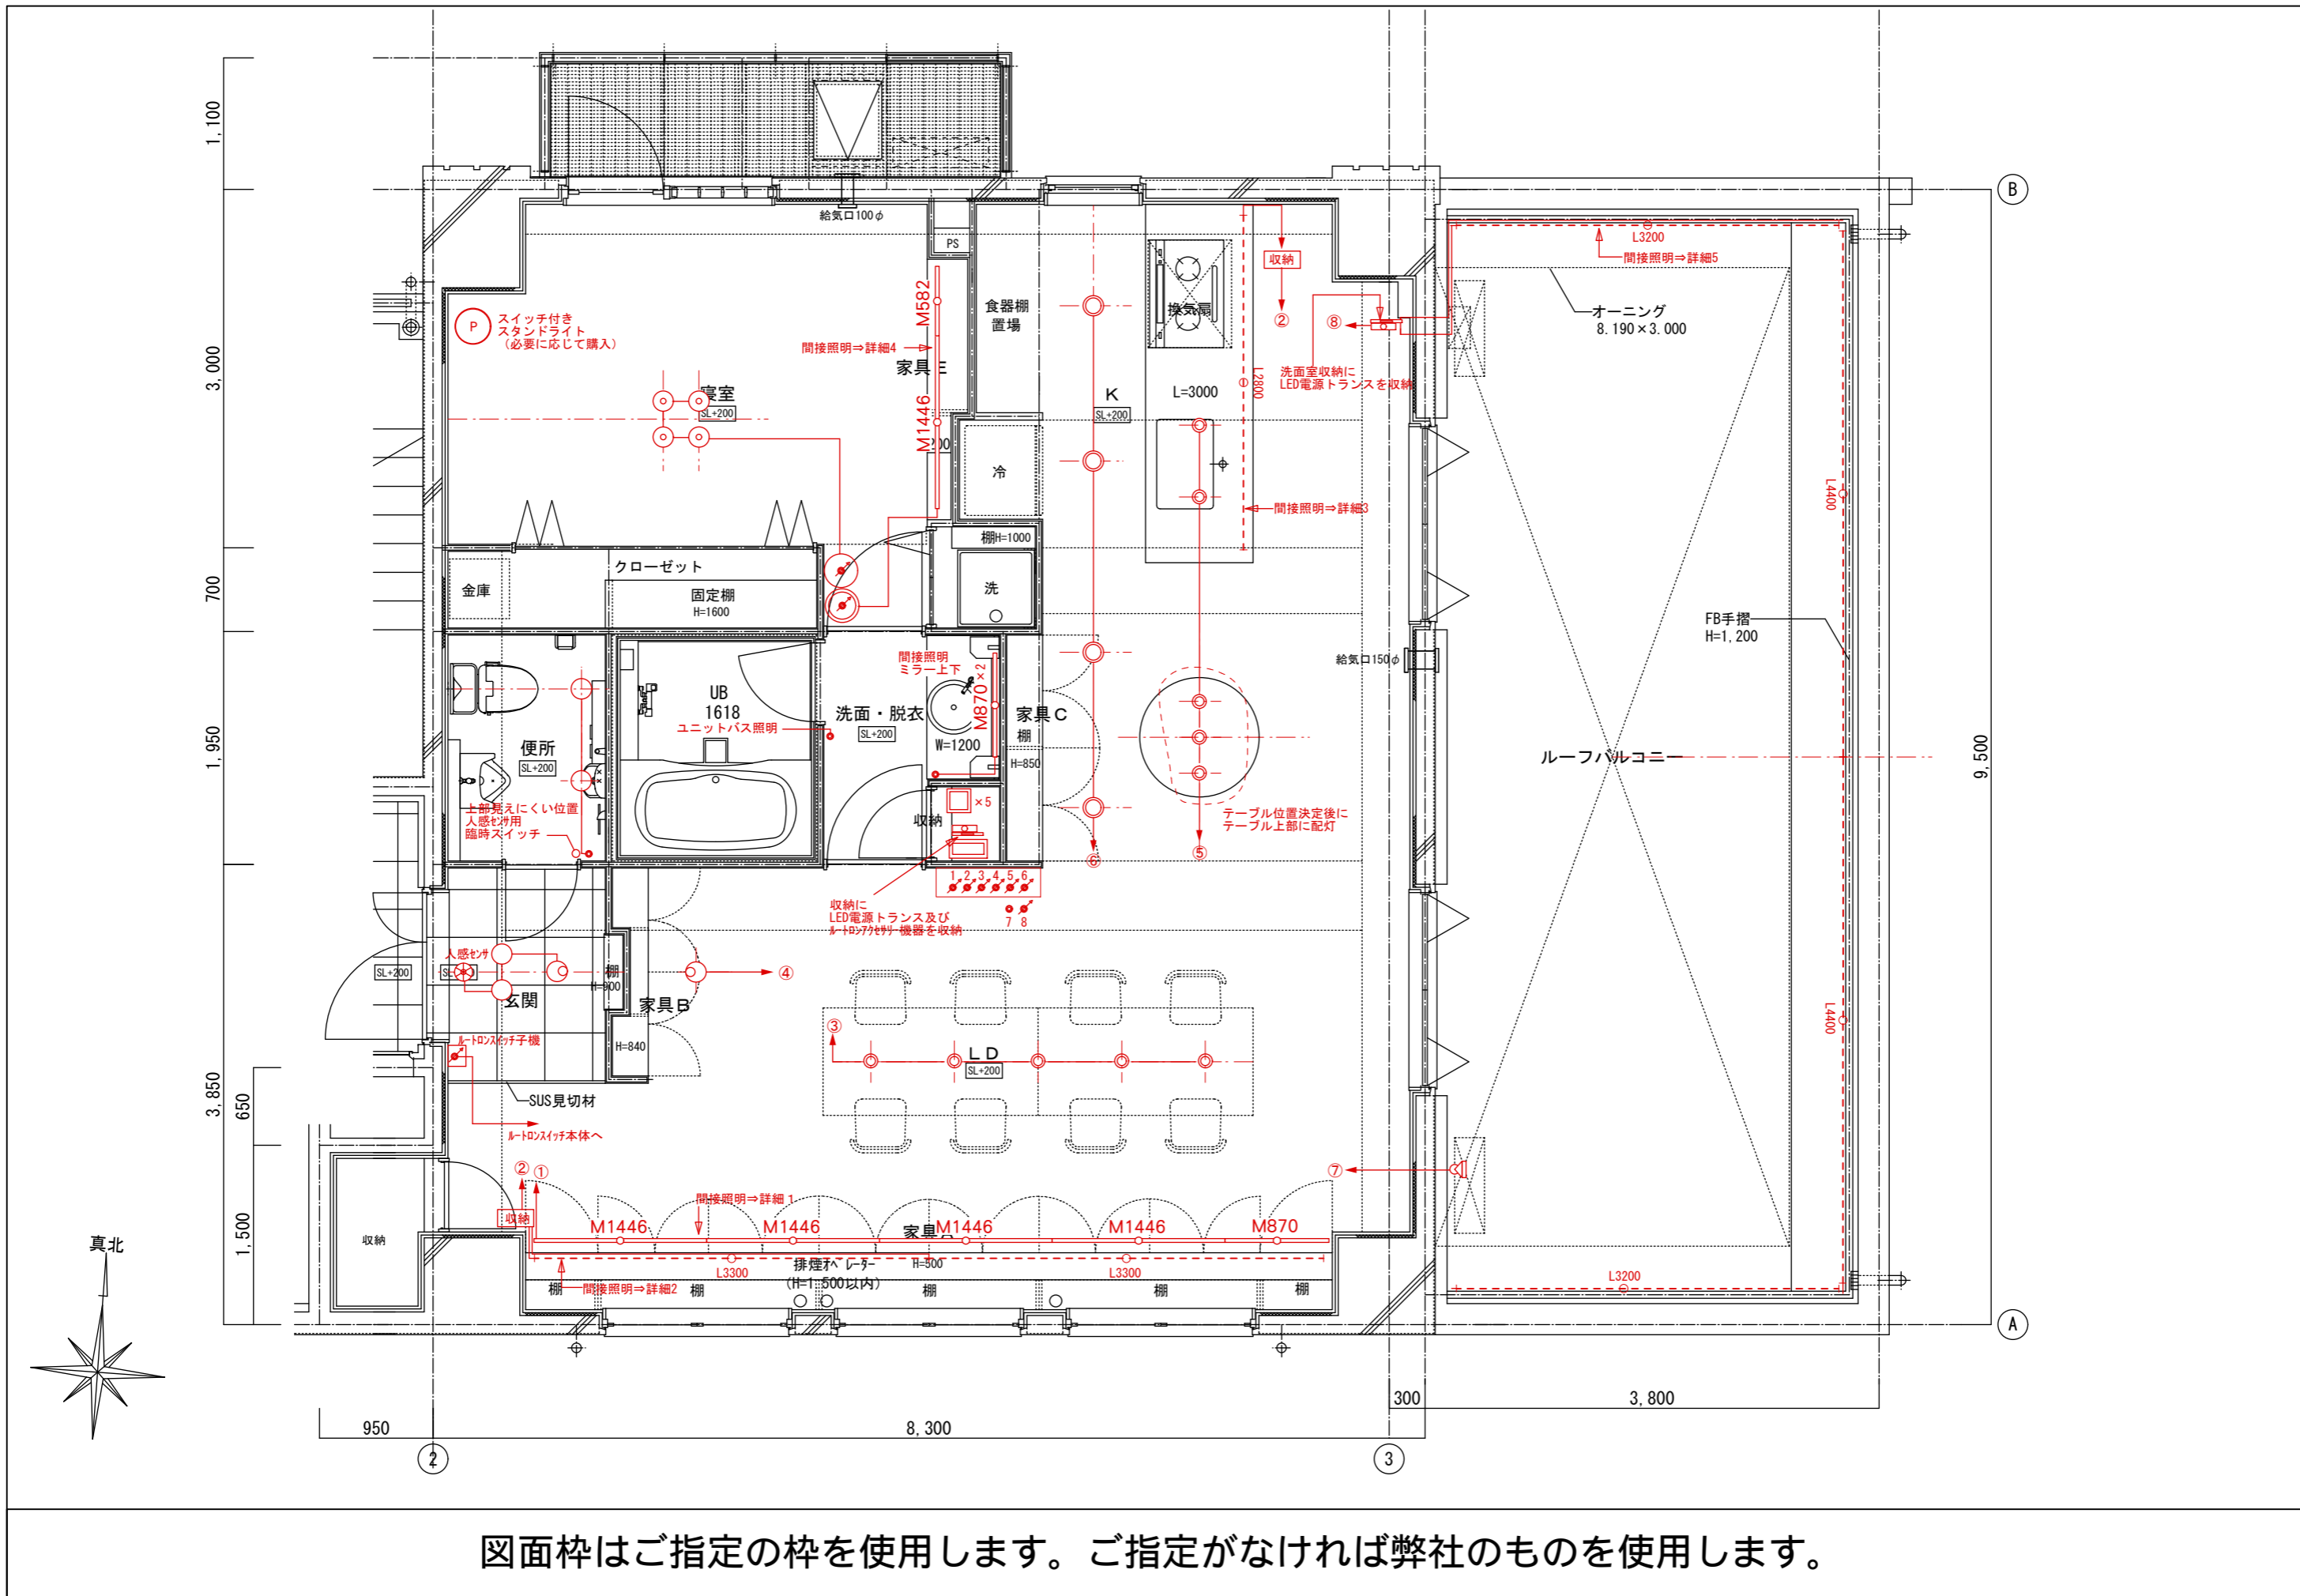 1,100
B
給気口100φ
PS
L3200
収納
間接照明⇒詳細5
M582
食器棚
置場
換気扇
オーニング
8.190×3.000
P
スイッチ付き
スタンドライト
(必要に応じて購入)
②
⑧
間接照明⇒詳細4
家具E
3,000
洗面室収納に
LED電源トランスを収納
寝室
SL+200
L2800
K
SL+200
L=3000
M1446
冷
L4400
間接照明⇒詳細3
棚H=1000
700
クローゼット
金庫
固定棚
H=1600
洗
FB手摺
H=1,200
間接照明
ミラー上下
給気口150φ
UB
1618
M870×2
洗面・脱衣
SL+200
家具C
棚
ユニットバス照明
W=1200
H=850
1,950
便所
SL+200
ルーフバルコニー
9,500
×5
上部見えにくい位置
人感センサ用
臨時スイッチ
収納
テーブル位置決定後に
テーブル上部に配灯
⑥
⑤
1 2 3 4 5 6
7 8
収納に
LED電源トランス及び
ルートロンアクセサリー機器を収納
人感センサ
SL+200
棚
④
H=900
玄関
家具B
L4400
③
ルートロンスイッチ子機
H=840
LD
SL+200
3,850
650
SUS見切材
ルートロンスイッチ本体へ
② ①
⑦
間接照明⇒詳細1
収納
M1446
M1446
家具
M1446
M1446
M870
1,500
収納
真北
L3300
排煙オペレーター
(H=1,500以内)
H=500
L3300
L3200
間接照明⇒詳細2
棚
棚
棚
棚
棚
A
300
3,800
950
8,300
2
3
図面枠はご指定の枠を使用します。ご指定がなければ弊社のものを使用します。